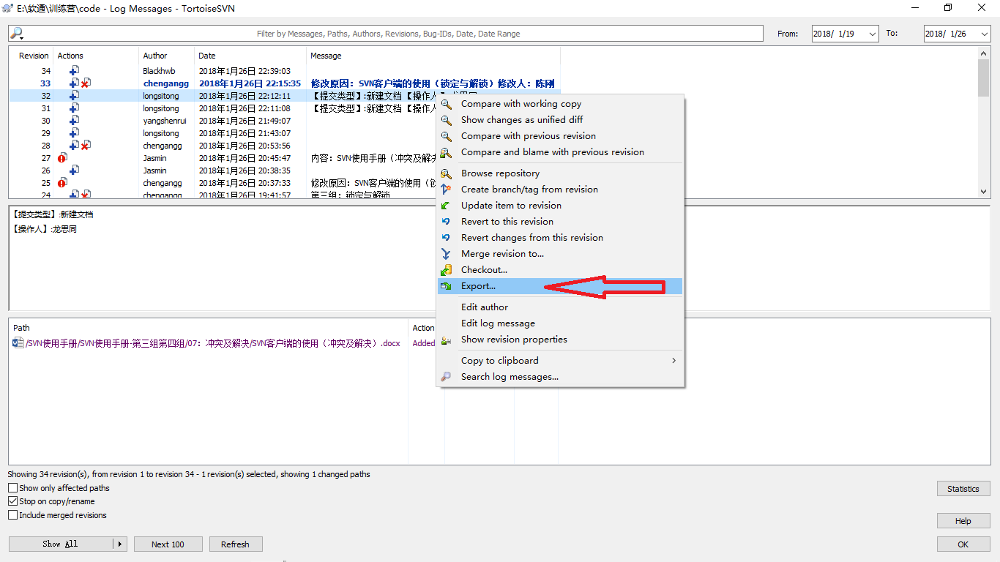 E:\软通\训练营\code - Log Messages - TortoiseSVN
Filter by Messages, Paths, Authors, Revisions, Bug-IDs, Date, Date Range
From: 2018/ 1/19 To: 2018/ 1/26
Revision Actions Author Date Message
34 Blackhwb 2018年1月26日 22:39:03
33 chengangg 2018年1月26日 22:15:35 修改原因：SVN客户端的使用（锁定与解锁）修改人：陈刚
32 longsitong 2018年1月26日 22:12:11 【提交类型】:新建文档 【操作人】:龙思同
31 longsitong 2018年1月26日 22:11:08 【提交类型】:新建文档 【操作人
30 yangshenrui 2018年1月26日 21:49:07
29 longsitong 2018年1月26日 21:43:07
28 chengangg 2018年1月26日 20:53:56
27 Jasmin 2018年1月26日 20:45:47 内容：SVN使用手册（冲突及解决
26 Jasmin 2018年1月26日 20:38:35
25 chengangg 2018年1月26日 20:37:33 修改原因：SVN客户端的使用（锁
24 chengangg 2018年1月26日 19:41:57 第三组：锁定与解锁
Compare with working copy
Show changes as unified diff
Compare with previous revision
Compare and blame with previous revision
Browse repository
Create branch/tag from revision
Update item to revision
Revert to this revision
Revert changes from this revision
Merge revision to...
Checkout...
Export...
Edit author
Edit log message
Show revision properties
Copy to clipboard
Search log messages...
【提交类型】:新建文档
【操作人】:龙思同
Path Action
/SVN使用手册/SVN使用手册-第三组第四组/07：冲突及解决/SVN客户端的使用（冲突及解决）.docx Added
Showing 34 revision(s), from revision 1 to revision 34 - 1 revision(s) selected, showing 1 changed paths
Show only affected paths
Stop on copy/rename
Include merged revisions
Statistics
Help
Show All Next 100 Refresh OK